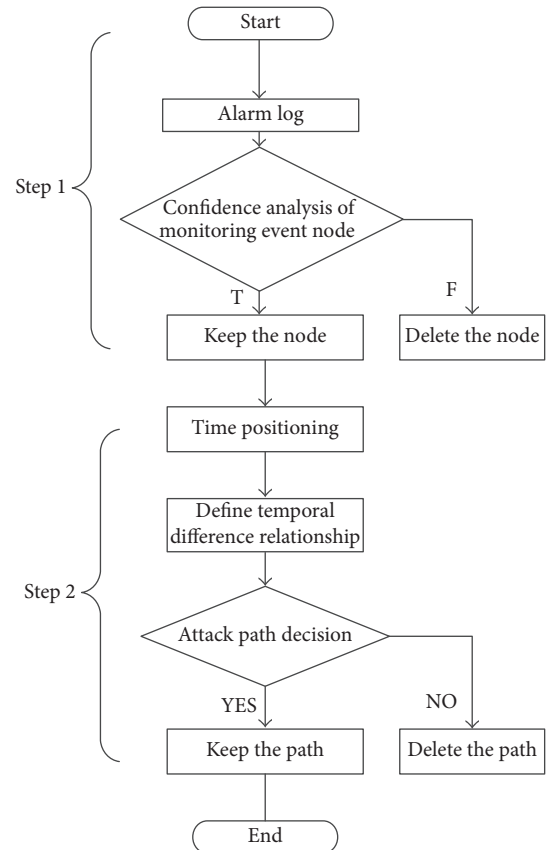 Start
Alarm log
Step 1
Confidence analysis of
monitoring event node
T
F
Keep the node
Delete the node
Time positioning
Define temporal
difference relationship
Step 2
Attack path decision
YES
NO
Keep the path
Delete the path
End